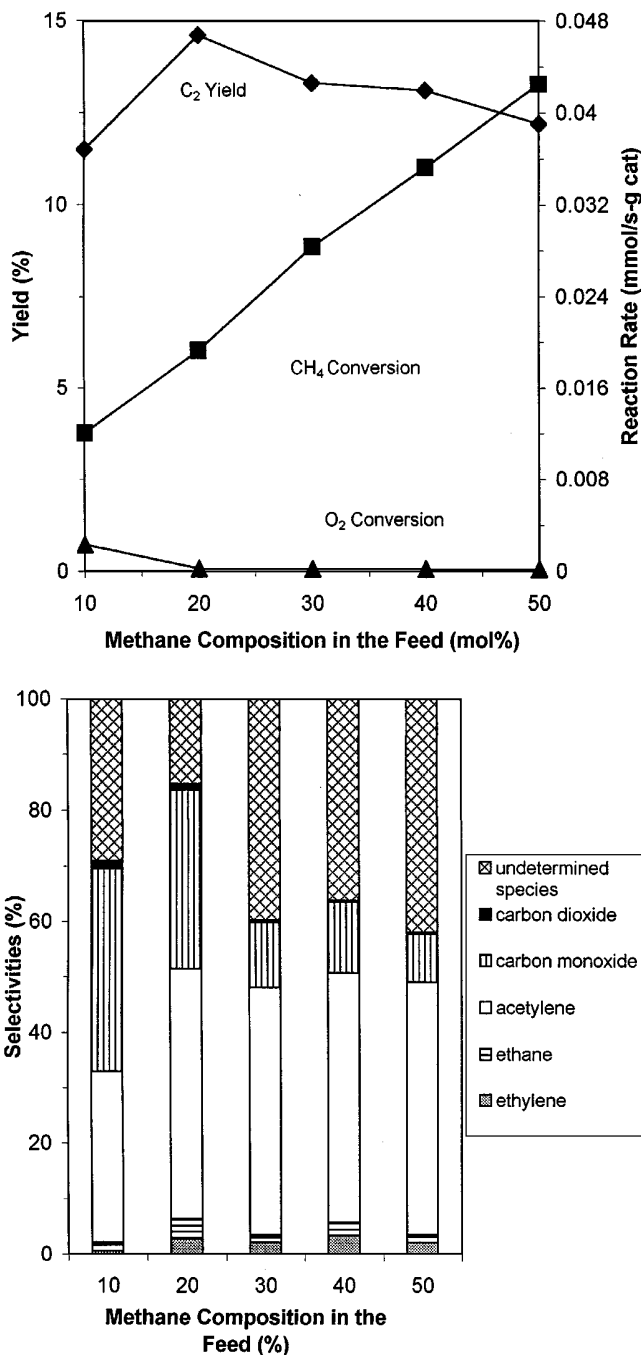 15
10
5
0
Yield (%)
C2 Yield
CH4 Conversion
O2 Conversion
0.048
0.04
0.032
0.024
0.016
0.008
0
Reaction Rate (mmol/s-g cat)
10 20 30 40 50
Methane Composition in the Feed (mol%)
100
80
60
40
20
0
Selectivities (%)
undetermined
species
carbon dioxide
carbon monoxide
acetylene
ethane
ethylene
10 20 30 40 50
Methane Composition in the
Feed (%)